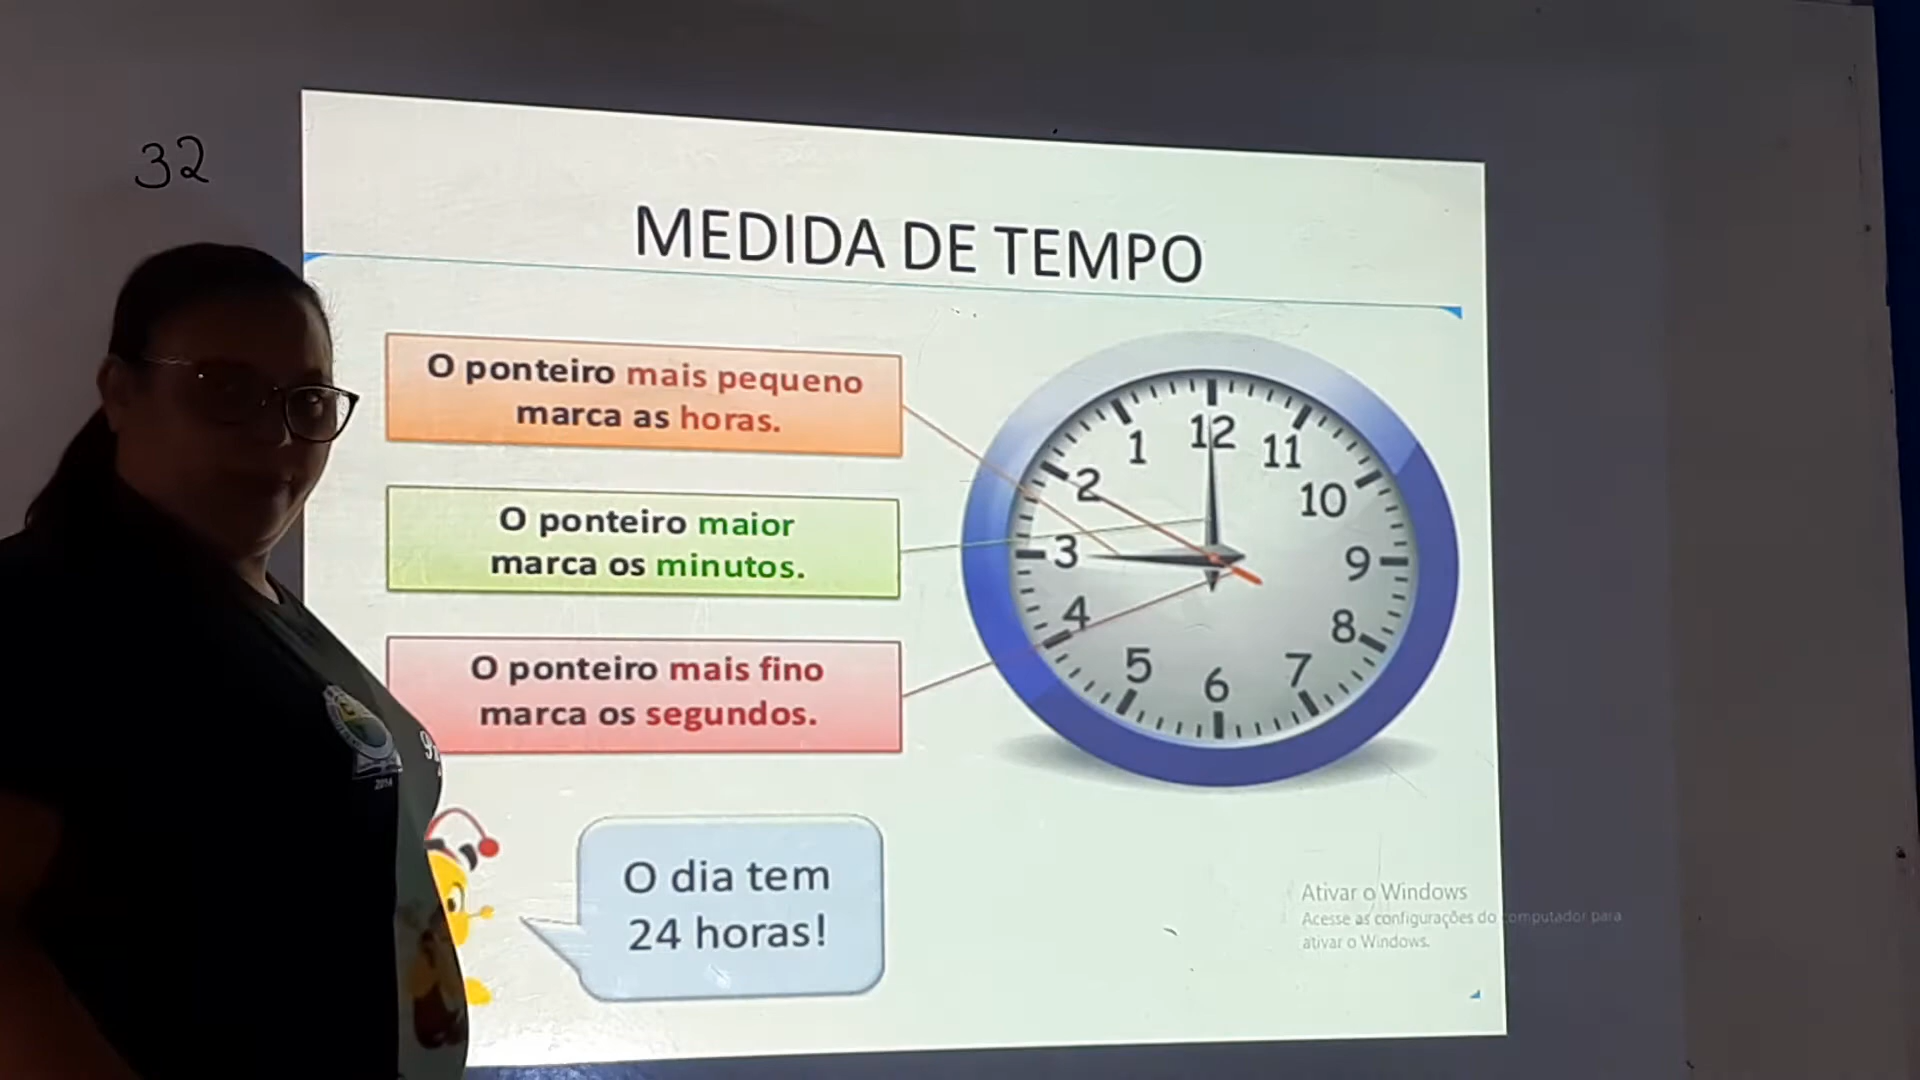 32
MEDIDA DE TEMPO
O ponteiro mais pequeno
marca as horas.
O ponteiro maior
marca os minutos.
O ponteiro mais fino
marca os segundos.
12
1
11
2
10
3
9
4
8
5
7
6
2014
O dia tem
24 horas!
Ativar o Windows
Acesse as configurações do computador para
ativar o Windows.